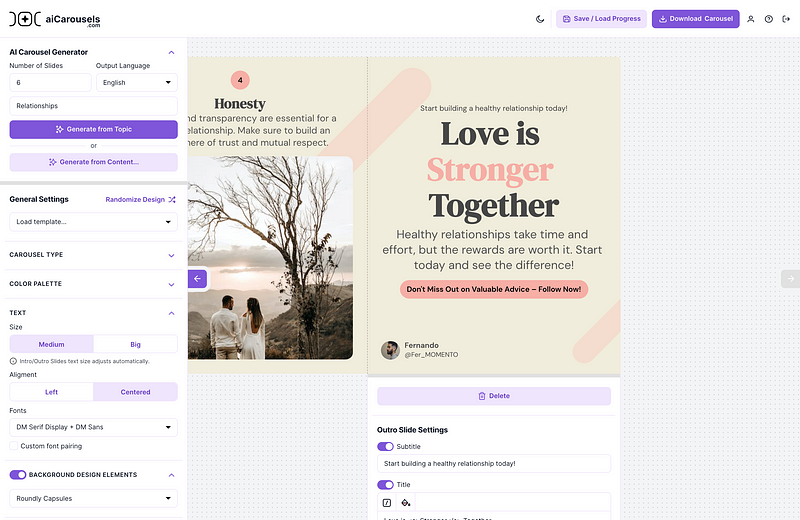 aiCarousels
.com
Save / Load Progress
Download Carousel
AI Carousel Generator
Number of Slides
Output Language
6
English
Relationships
Generate from Topic
or
Generate from Content...
General Settings
Randomize Design
Load template...
CAROUSEL TYPE
COLOR PALETTE
TEXT
Size
Medium
Big
Intro/Outro Slides text size adjusts automatically.
Aligment
Left
Centered
Fonts
DM Serif Display + DM Sans
Custom font pairing
BACKGROUND DESIGN ELEMENTS
Roundly Capsules
4
Honesty
nd transparency are essential for a
elationship. Make sure to build an
here of trust and mutual respect.
Start building a healthy relationship today!
Love is
Stronger
Together
Healthy relationships take time and
effort, but the rewards are worth it. Start
today and see the difference!
Don't Miss Out on Valuable Advice – Follow Now!
Fernando
@Fer_MOMENTO
Delete
Outro Slide Settings
Subtitle
Start building a healthy relationship today!
Title